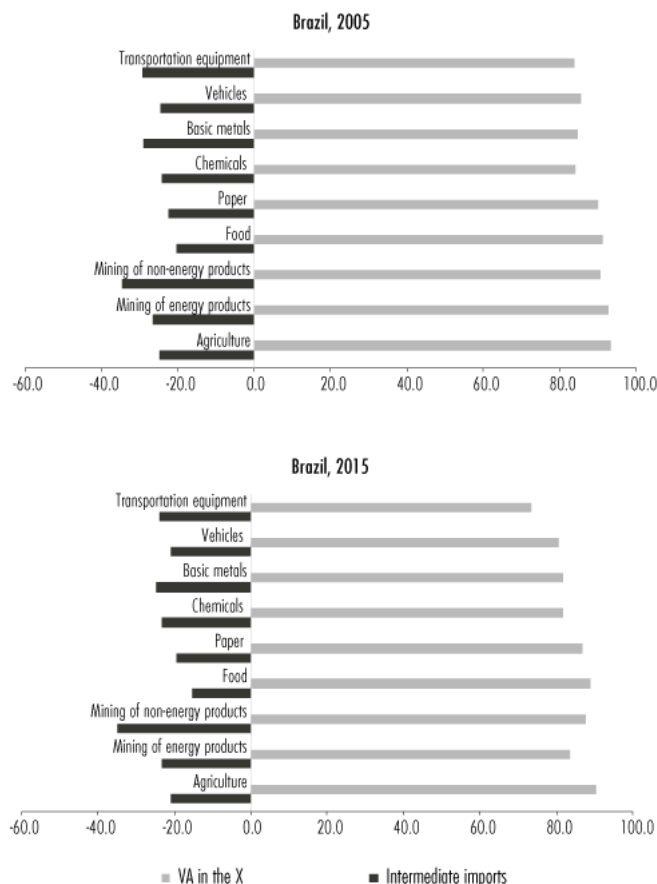 Brazil, 2005
Transportation equipment
Vehicles
Basic metals
Chemicals
Paper
Food
Mining of non-energy products
Mining of energy products
Agriculture
-60.0 -40.0 -20.0 0.0 20.0 40.0 60.0 80.0 100.0
Brazil, 2015
Transportation equipment
Vehicles
Basic metals
Chemicals
Paper
Food
Mining of non-energy products
Mining of energy products
Agriculture
-60.0 -40.0 -20.0 0.0 20.0 40.0 60.0 80.0 100.0
VA in the X Intermediate imports